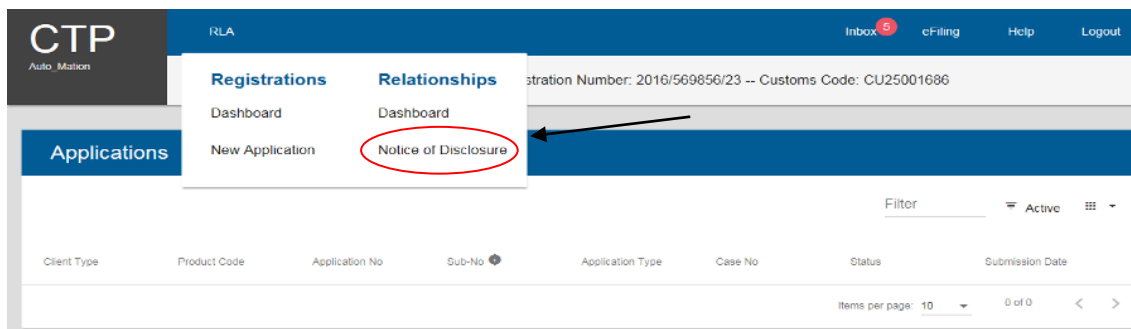 CTP
Auto_Mation
RLA
Inbox 5 eFiling Help Logout
Registrations Relationships
stration Number: 2016/569856/23 -- Customs Code: CU25001686
Dashboard Dashboard
New Application Notice of Disclosure
Applications
Filter Active
Client Type Product Code Application No Sub-No Application Type Case No Status Submission Date
Items per page: 10 0 of 0